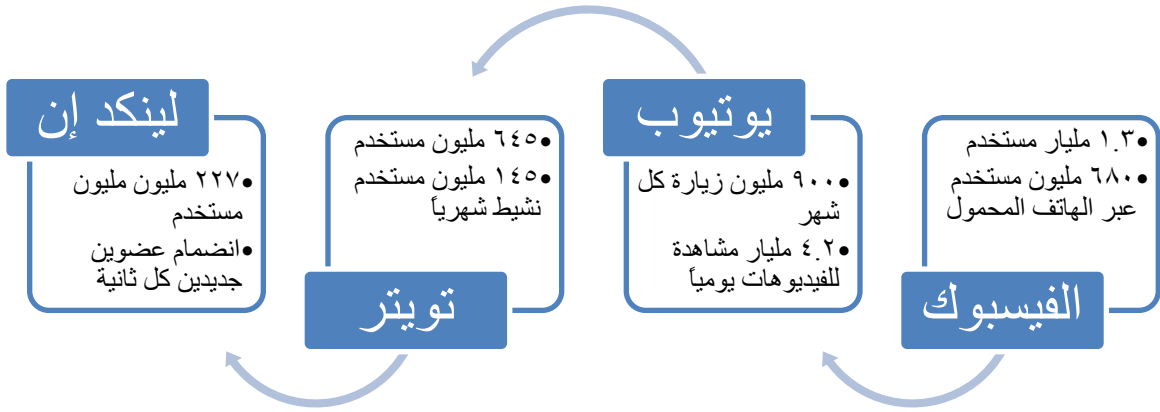 الفيسبوك
•١.٣ مليار مستخدم
•٦٨٠ مليون مستخدم
عبر الهاتف المحمول
يوتيوب
•٩٠٠ مليون زيارة كل
شهر
•٤.٢ مليار مشاهدة
للفيديوهات يومياً
تويتر
•٦٤٥ مليون مستخدم
•١٤٥ مليون مستخدم
نشيط شهرياً
لينكد إن
•٢٢٧ مليون مليون
مستخدم
•انضمام عضوين
جديدين كل ثانية